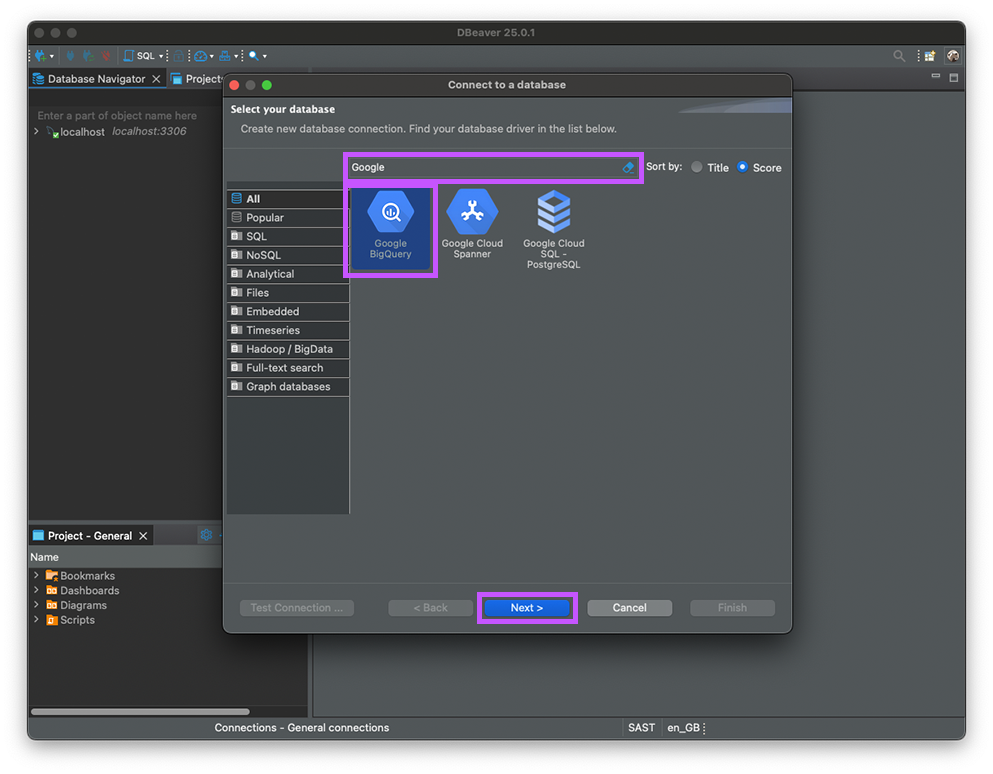 DBeaver 25.0.1
SQL
Database Navigator
Project
Enter a part of object name here
localhost localhost:3306
Connect to a database
Select your database
Create new database connection. Find your database driver in the list below.
Google
Sort by: Title Score
All
Popular
SQL
NoSQL
Analytical
Files
Embedded
Timeseries
Hadoop / BigData
Full-text search
Graph databases
Google
BigQuery
Google Cloud
Spanner
Google Cloud
SQL -
PostgreSQL
Test Connection ...
< Back
Next >
Cancel
Finish
Project - General
Name
Bookmarks
Dashboards
Diagrams
Scripts
Connections - General connections
SAST
en_GB